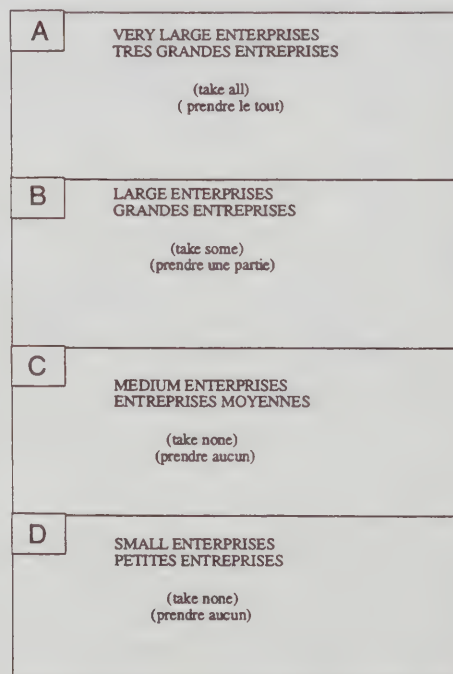 A
VERY LARGE ENTERPRISES
TRES GRANDES ENTREPRISES
(take all)
( prendre le tout)
B
LARGE ENTERPRISES
GRANDES ENTREPRISES
(take some)
(prendre une partie)
C
MEDIUM ENTERPRISES
ENTREPRISES MOYENNES
(take none)
(prendre aucun)
D
SMALL ENTERPRISES
PETITES ENTREPRISES
(take none)
(prendre aucun)